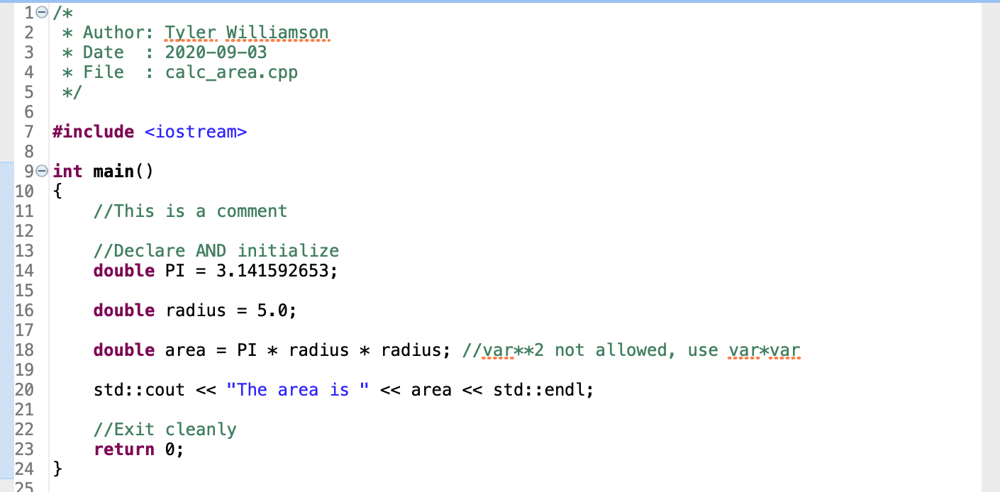 1 /*
2  * Author: Tyler Williamson
3  * Date  : 2020-09-03
4  * File  : calc_area.cpp
5  */
6
7 #include <iostream>
8
9 int main()
10 {
11     //This is a comment
12
13     //Declare AND initialize
14     double PI = 3.141592653;
15
16     double radius = 5.0;
17
18     double area = PI * radius * radius; //var**2 not allowed, use var*var
19
20     std::cout << "The area is " << area << std::endl;
21
22     //Exit cleanly
23     return 0;
24 }
25